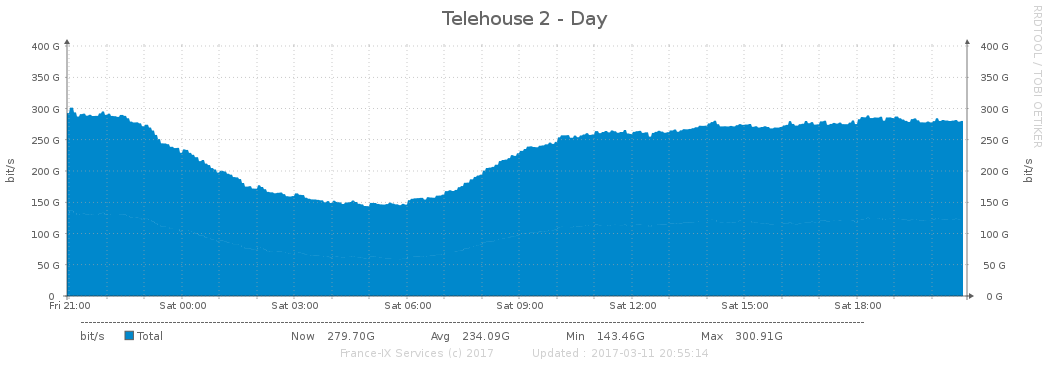 Telehouse 2 - Day
RRDTOOL / TOBI OETIKER
bit/s
400 G 400 G
350 G 350 G
300 G 300 G
250 G 250 G
200 G 200 G
150 G 150 G
100 G 100 G
50 G 50 G
0 0 G
bit/s
Fri 21:00 Sat 00:00 Sat 03:00 Sat 06:00 Sat 09:00 Sat 12:00 Sat 15:00 Sat 18:00
bit/s Total Now 279.70G Avg 234.09G Min 143.46G Max 300.91G
France-IX Services (c) 2017 Updated : 2017-03-11 20:55:14